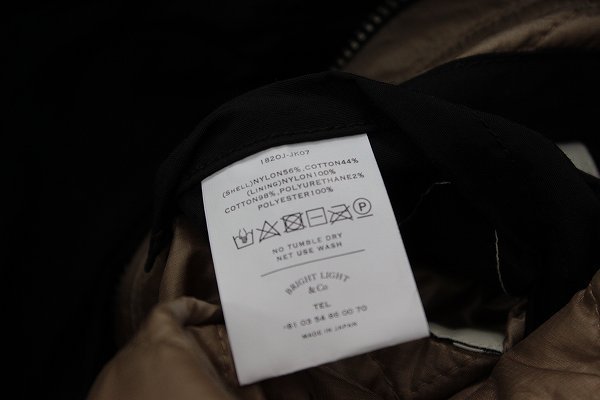 182OJ-JK07
(SHELL)NYLON56%, COTTON44%
(LINING)NYLON100%
COTTON98%, POLYURETHANE2%
POLYESTER100%
P
NO TUMBLE DRY
NET USE WASH
BRIGHT LIGHT
& Co
TEL
+81 03 54 86 00 70
MADE IN JAPAN